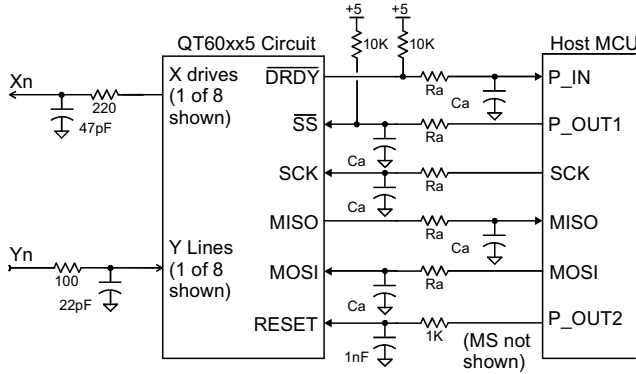 +5 +5
QT60xx5 Circuit 10K 10K Host MCU
Xn
X drives
(1 of 8
shown)
220
47pF
DRDY Ra Ca P_IN
SS Ca Ra P_OUT1
SCK Ca Ra SCK
MISO Ra Ca MISO
Yn
Y Lines
(1 of 8
shown)
100
22pF
MOSI Ca Ra MOSI
RESET 1nF 1K P_OUT2
(MS not
shown)